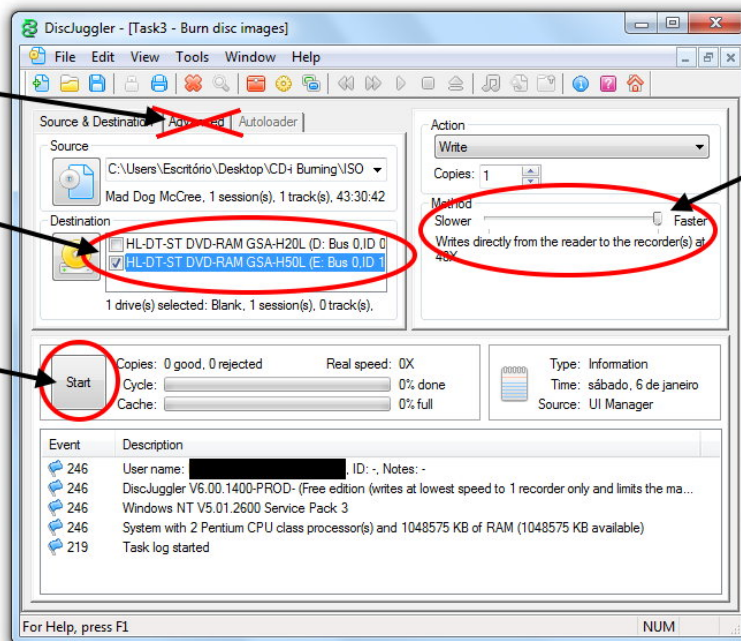 DiscJuggler - [Task3 - Burn disc images]
File Edit View Tools Window Help
Source & Destination Advanced Autoloader
Source
C:\Users\Escritório\Desktop\CD-i Burning\ISO
Mad Dog McCree, 1 session(s), 1 track(s), 43:30:42
Destination
HL-DT-ST DVD-RAM GSA-H20L (D: Bus 0,ID 0
HL-DT-ST DVD-RAM GSA-H50L (E: Bus 0,ID 1
1 drive(s) selected: Blank, 1 session(s), 0 track(s),
Action
Write
Copies: 1
Method
Slower Faster
Writes directly from the reader to the recorder(s) at
48X
Start
Copies: 0 good, 0 rejected Real speed: 0X
Cycle: 0% done
Cache: 0% full
00000
Type: Information
Time: sábado, 6 de janeiro
Source: UI Manager
Event Description
246 User name: , ID: -, Notes: -
246 DiscJuggler V6.00.1400-PROD- (Free edition (writes at lowest speed to 1 recorder only and limits the ma...
246 Windows NT V5.01.2600 Service Pack 3
246 System with 2 Pentium CPU class processor(s) and 1048575 KB of RAM (1048575 KB available)
219 Task log started
For Help, press F1 NUM